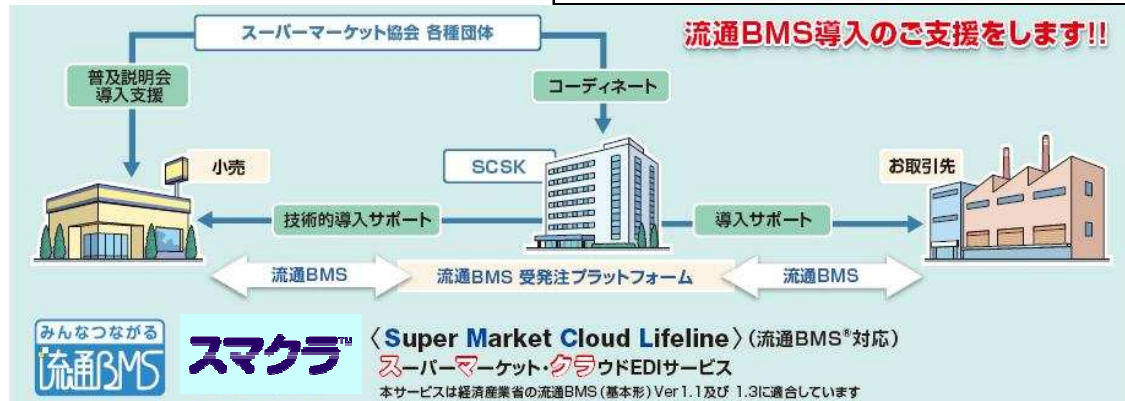 スーパーマーケット協会 各種団体
流通BMS導入のご支援をします!!
普及説明会
導入支援
コーディネート
小売
SCSK
お取引先
技術的導入サポート
導入サポート
流通BMS
流通BMS 受発注プラットフォーム
流通BMS
みんなつながる
流通BMS
スマクラ™
〈Super Market Cloud Lifeline〉(流通BMS®対応)
スーパーマーケット・クラウドEDIサービス
本サービスは経済産業省の流通BMS(基本形)Ver1.1及び 1.3に適合しています